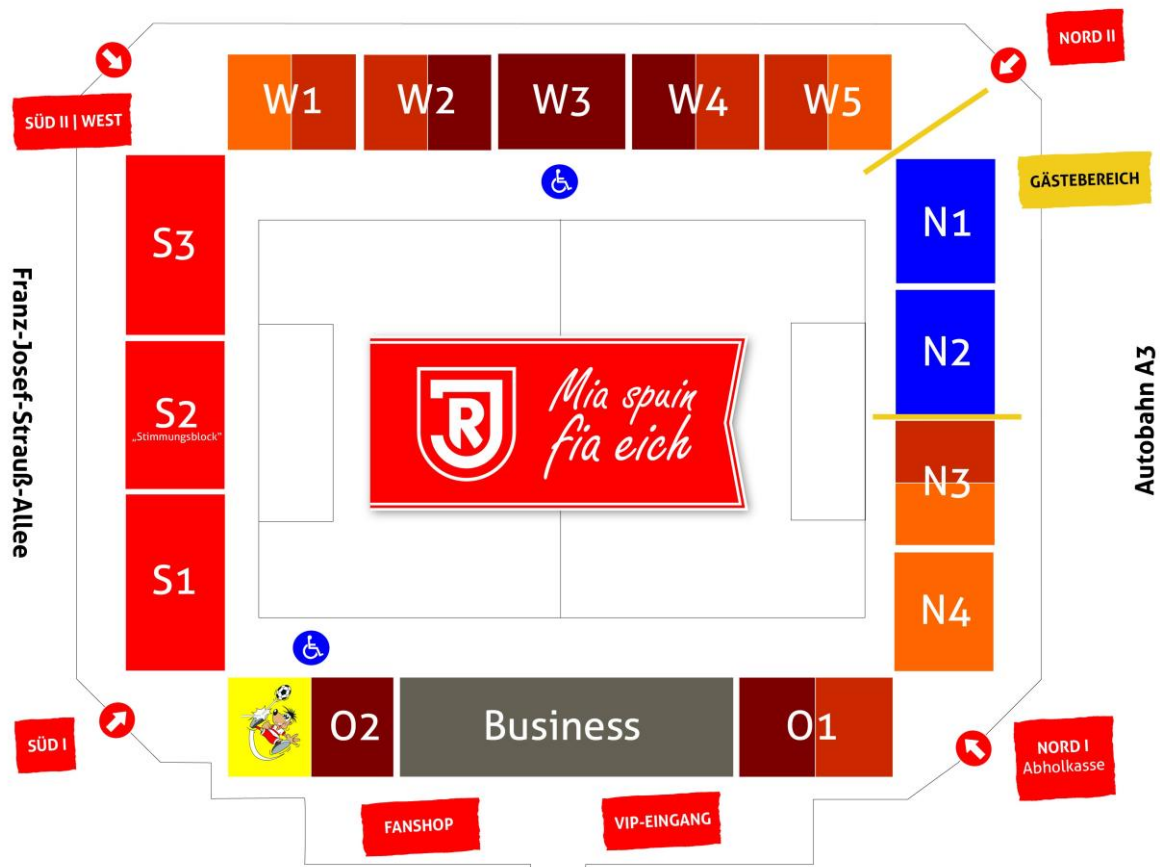 NORD II
SÜD II | WEST
W1
W2
W3
W4
W5
GÄSTEBEREICH
S3
N1
Franz-Josef-Strauß-Allee
N2
Autobahn A3
S2
„Stimmungsblock“
JR
Mia spuin
fia eich
N3
S1
N4
SÜD I
O2
Business
O1
NORD I
Abholkasse
FANSHOP
VIP-EINGANG